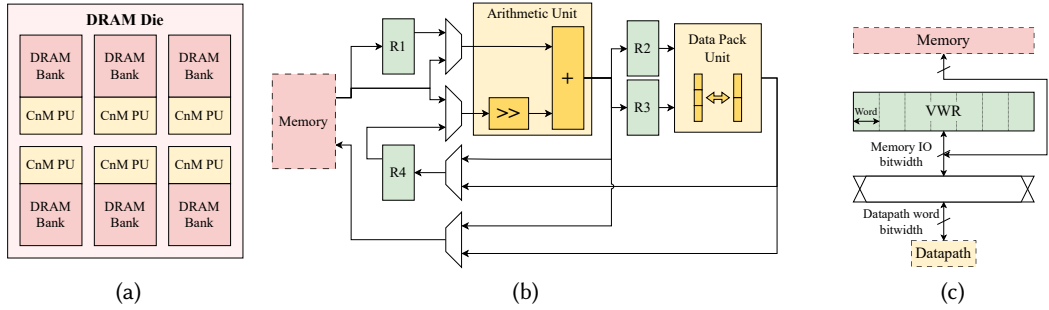 DRAM Die
DRAM
Bank
DRAM
Bank
DRAM
Bank
CnM PU
CnM PU
CnM PU
CnM PU
CnM PU
CnM PU
DRAM
Bank
DRAM
Bank
DRAM
Bank
(a)
Arithmetic Unit
R1
Memory
>>
+
R2
R3
Data Pack
Unit
R4
(b)
Memory
Word
VWR
Memory IO
bitwidth
Datapath word
bitwidth
Datapath
(c)